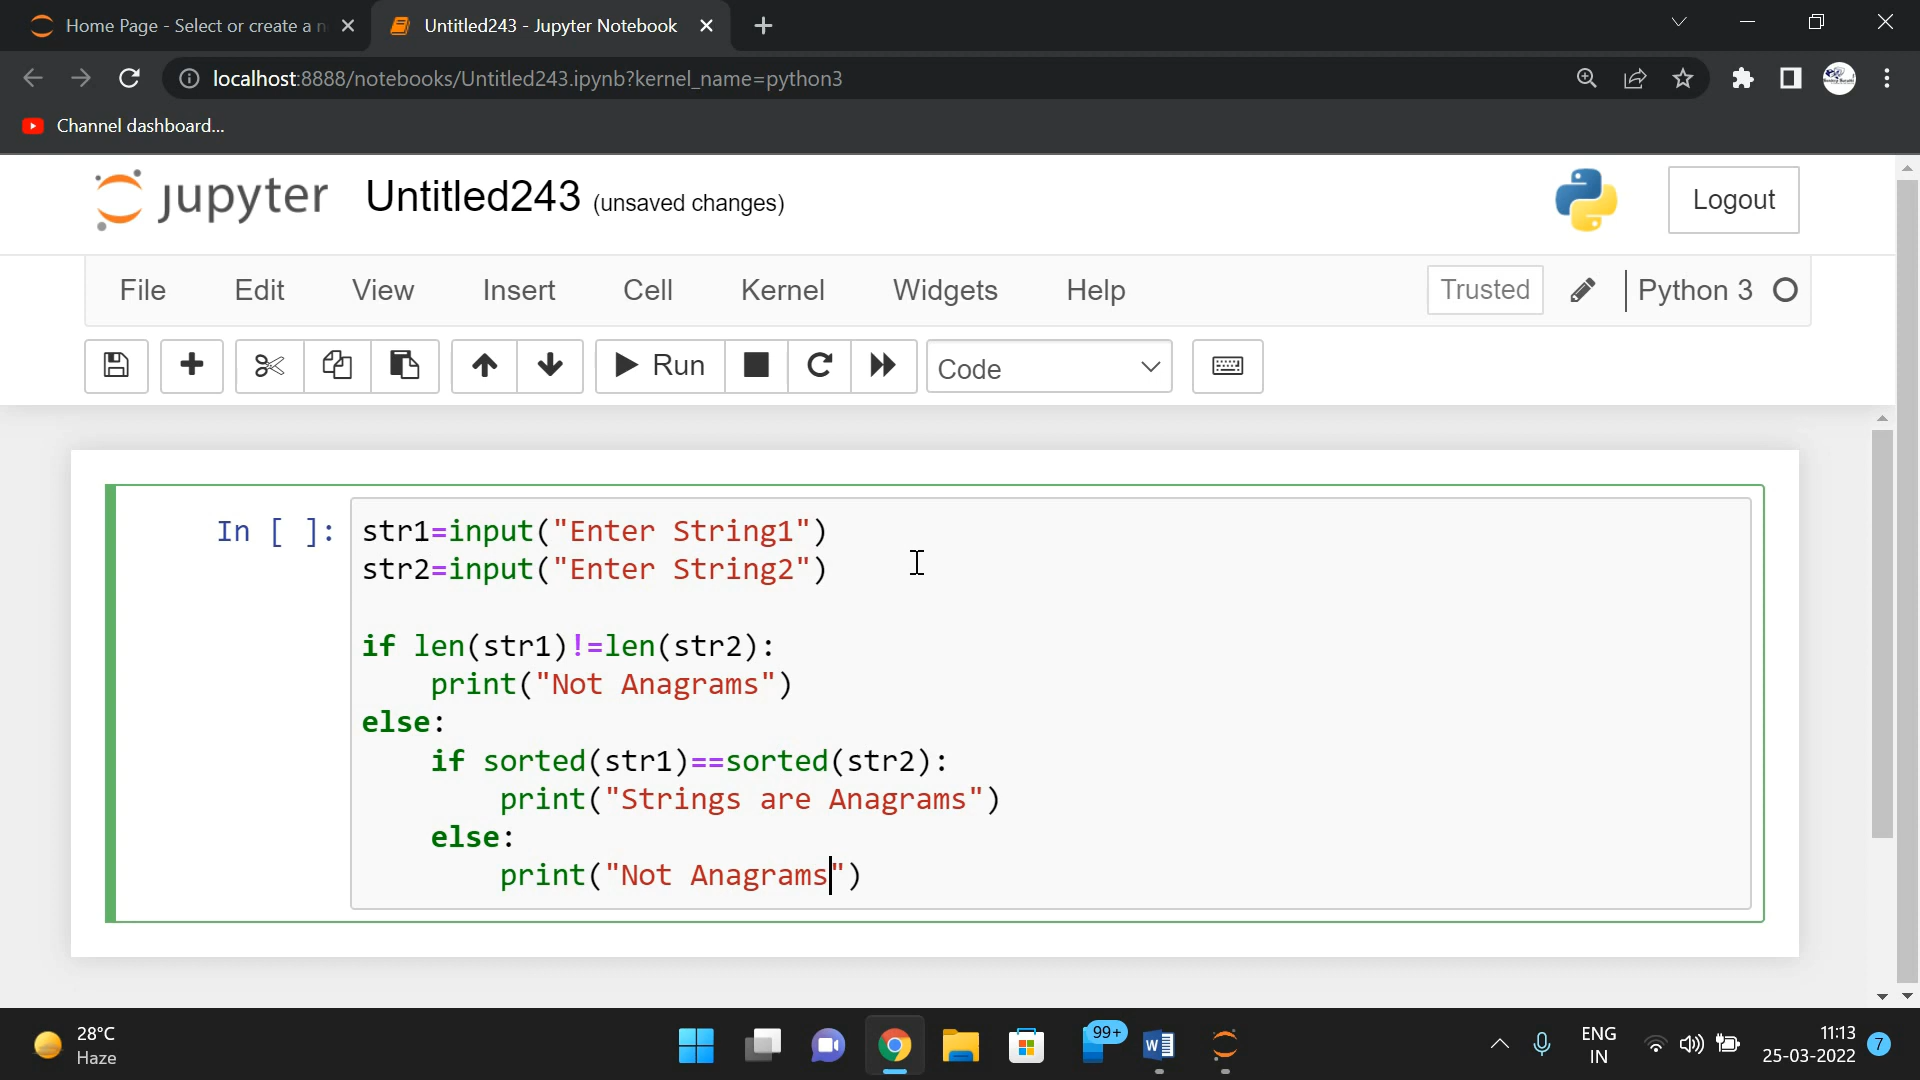 Home Page - Select or create a n
Untitled243 - Jupyter Notebook
localhost:8888/notebooks/Untitled243.ipynb?kernel_name=python3
Channel dashboard...
jupyter Untitled243 (unsaved changes)
Logout
File Edit View Insert Cell Kernel Widgets Help Trusted Python 3
Run Code
In [ ]:
str1=input("Enter String1")
str2=input("Enter String2")
if len(str1)!=len(str2):
    print("Not Anagrams")
else:
    if sorted(str1)==sorted(str2):
        print("Strings are Anagrams")
    else:
        print("Not Anagrams")
28°C
Haze
99+
ENG
IN
11:13
25-03-2022
7